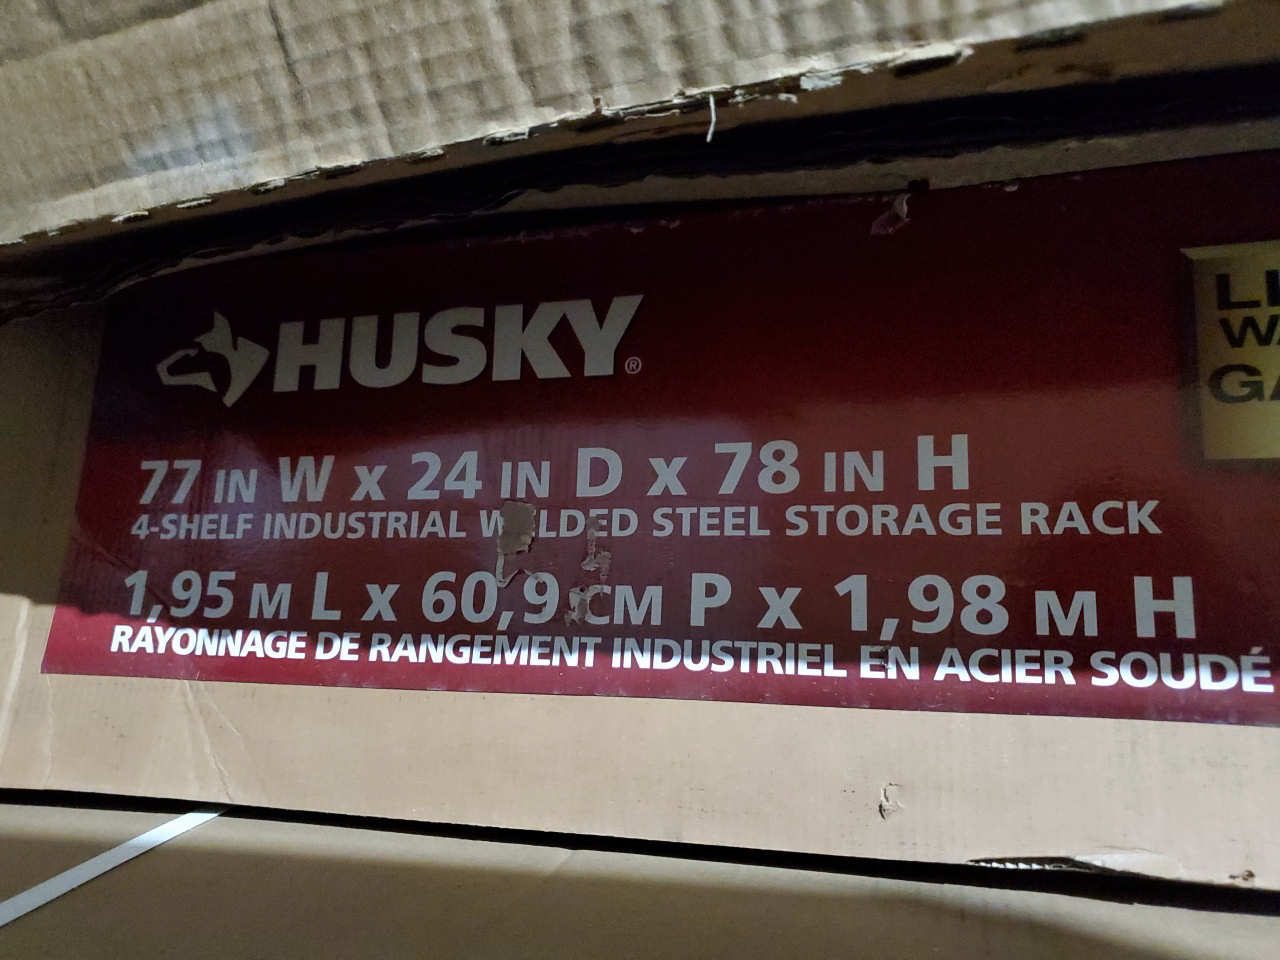 HUSKY®
77 IN W x 24 IN D x 78 IN H
4-SHELF INDUSTRIAL WELDED STEEL STORAGE RACK
1,95 M L x 60,9 CM P x 1,98 M H
RAYONNAGE DE RANGEMENT INDUSTRIEL EN ACIER SOUDÉ